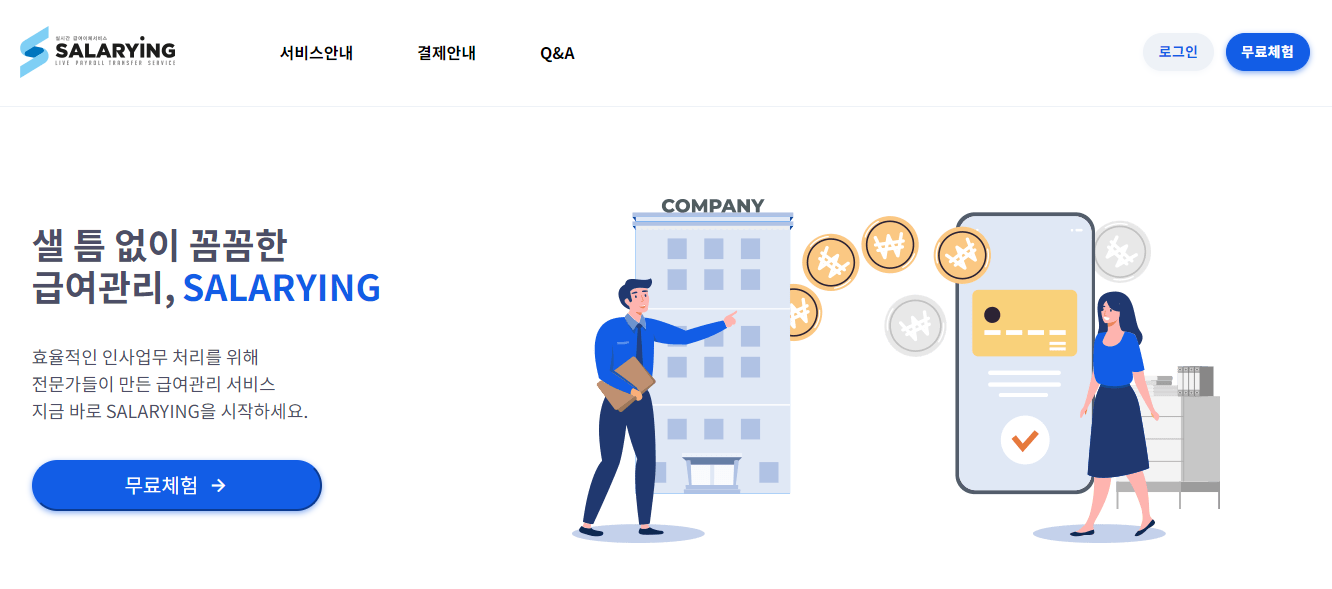 실시간 급여이체서비스
SALARYING
LIVE PAYROLL TRANSFER SERVICE
서비스안내
결제안내
Q&A
로그인
무료체험
샐 틈 없이 꼼꼼한
급여관리, SALARYING
효율적인 인사업무 처리를 위해
전문가들이 만든 급여관리 서비스
지금 바로 SALARYING을 시작하세요.
무료체험 →
COMPANY